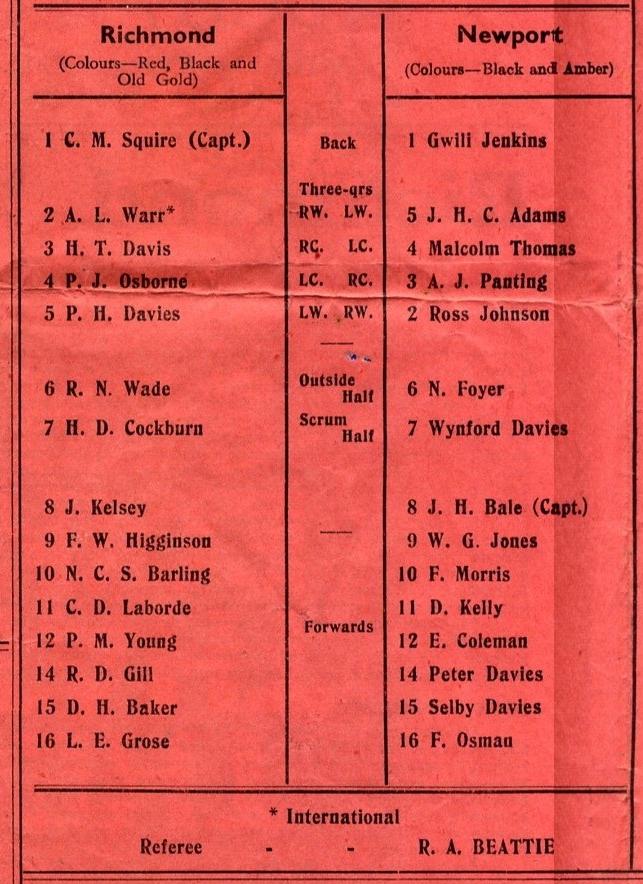 Richmond Newport
(Colours—Red, Black and
Old Gold) (Colours—Black and Amber)
1 C. M. Squire (Capt.) Back 1 Gwili Jenkins
Three-qrs
2 A. L. Warr* RW. LW. 5 J. H. C. Adams
3 H. T. Davis RC. LC. 4 Malcolm Thomas
4 P. J. Osborne LC. RC. 3 A. J. Panting
5 P. H. Davies LW. RW. 2 Ross Johnson
6 R. N. Wade Outside Half 6 N. Foyer
7 H. D. Cockburn Scrum Half 7 Wynford Davies
8 J. Kelsey 8 J. H. Bale (Capt.)
9 F. W. Higginson 9 W. G. Jones
10 N. C. S. Barling 10 F. Morris
11 C. D. Laborde 11 D. Kelly
Forwards
12 P. M. Young 12 E. Coleman
14 R. D. Gill 14 Peter Davies
15 D. H. Baker 15 Selby Davies
16 L. E. Grose 16 F. Osman
* International
Referee - - R. A. BEATTIE